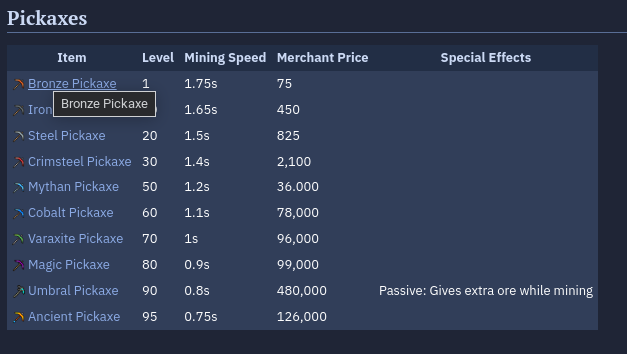 Pickaxes
Item Level Mining Speed Merchant Price Special Effects
Bronze Pickaxe 1 1.75s 75
Bronze Pickaxe
Iron 1.65s 450
Steel Pickaxe 20 1.5s 825
Crimsteel Pickaxe 30 1.4s 2,100
Mythan Pickaxe 50 1.2s 36.000
Cobalt Pickaxe 60 1.1s 78,000
Varaxite Pickaxe 70 1s 96,000
Magic Pickaxe 80 0.9s 99,000
Umbral Pickaxe 90 0.8s 480,000 Passive: Gives extra ore while mining
Ancient Pickaxe 95 0.75s 126,000